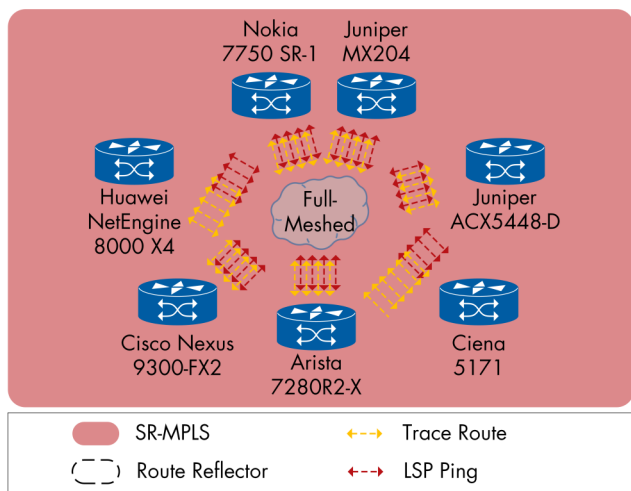 Nokia
7750 SR-1
Juniper
MX204
Huawei
NetEngine
8000 X4
Full-
Meshed
Juniper
ACX5448-D
Cisco Nexus
9300-FX2
Arista
7280R2-X
Ciena
5171
SR-MPLS
Trace Route
Route Reflector
LSP Ping